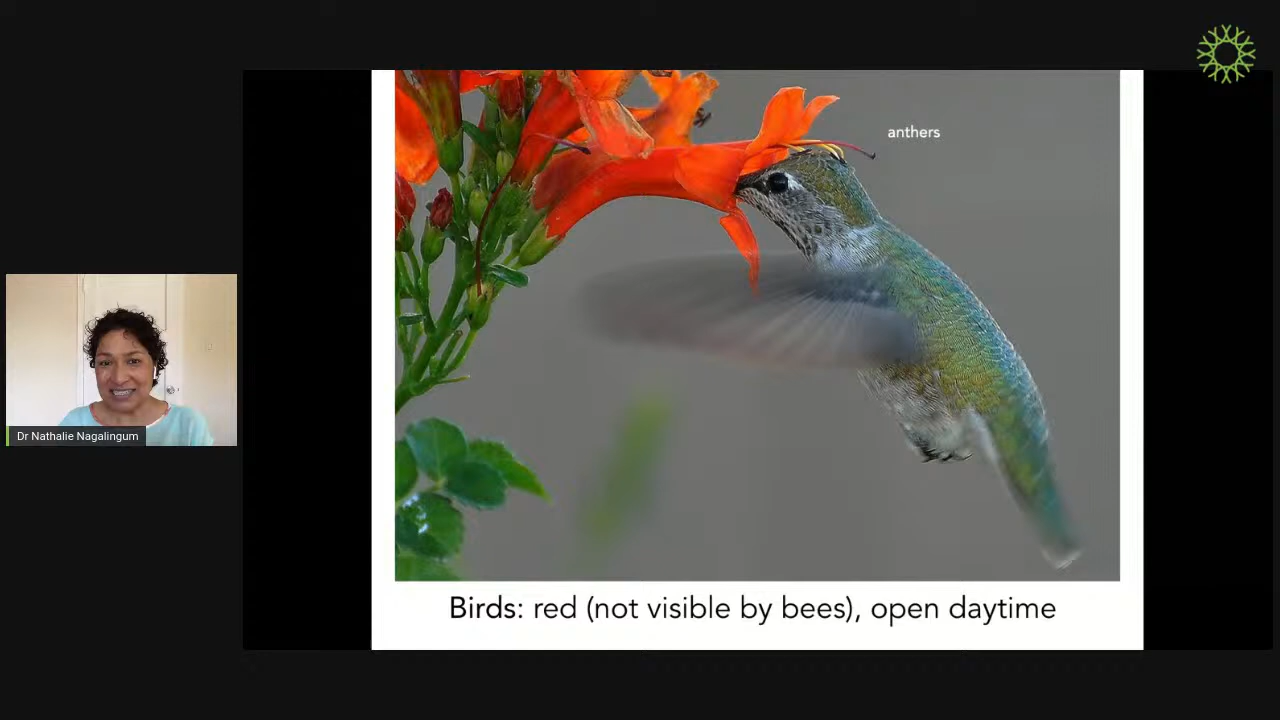 anthers
Dr Nathalie Nagalingum
Birds: red (not visible by bees), open daytime